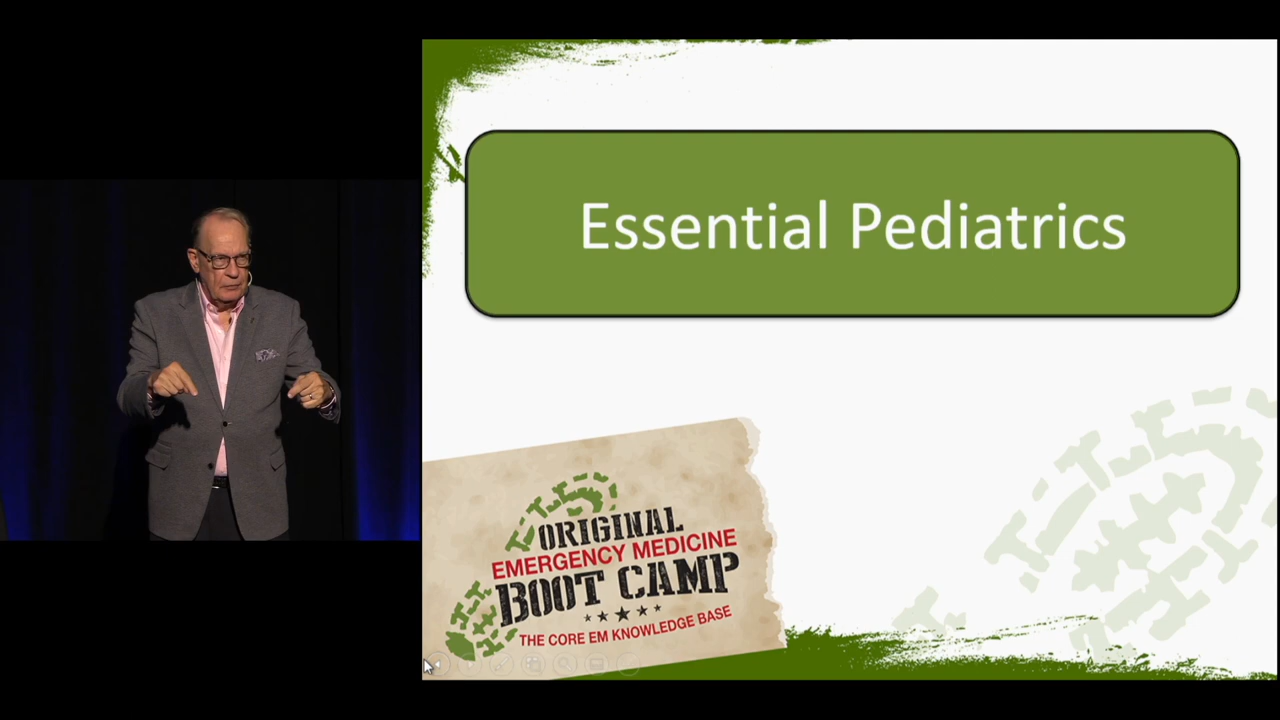 Essential Pediatrics
ORIGINAL
EMERGENCY MEDICINE
BOOT CAMP
THE CORE EM KNOWLEDGE BASE